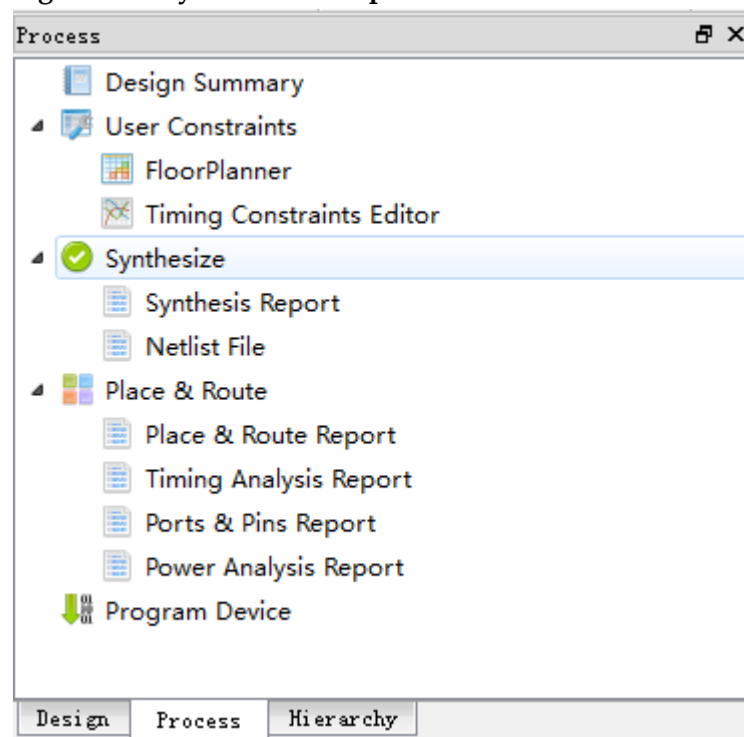 Process
Design Summary
User Constraints
FloorPlanner
Timing Constraints Editor
Synthesize
Synthesis Report
Netlist File
Place & Route
Place & Route Report
Timing Analysis Report
Ports & Pins Report
Power Analysis Report
Program Device
Design Process Hierarchy